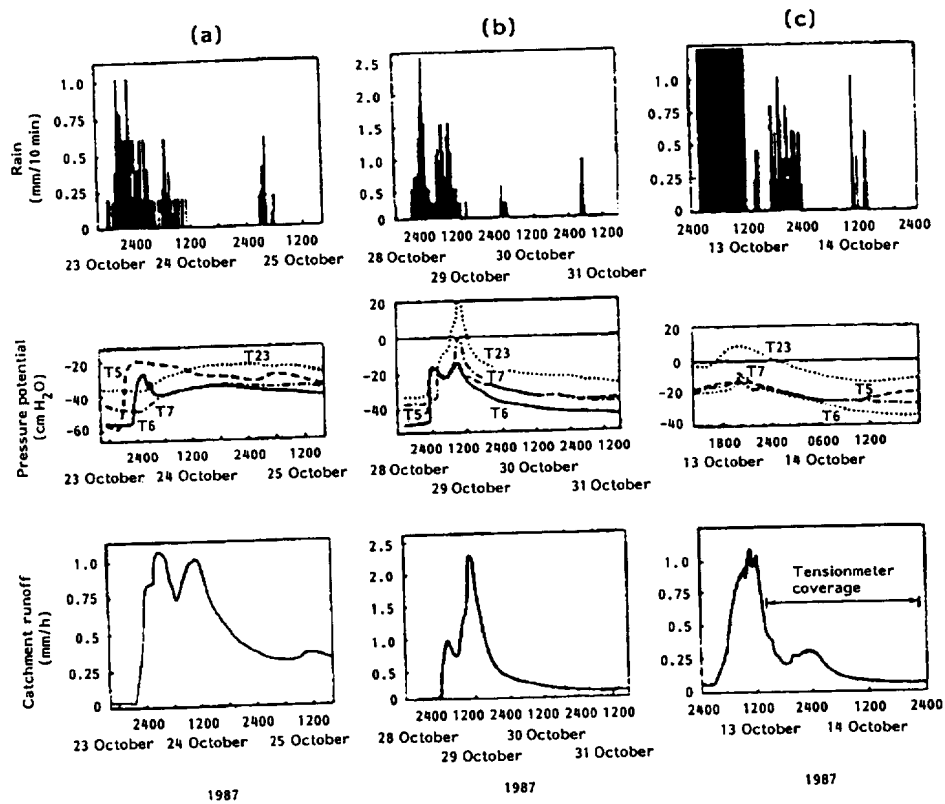 (a)
(b)
(c)
Rain
(mm/10 min)
1.0
0.75
0.5
0.25
0
2400 1200 2400 1200
23 October 24 October 25 October
2.5
2.0
1.5
1.0
0.5
0
2400 1200 2400 1200 2400 1200
28 October 30 October
29 October 31 October
1.0
0.75
0.50
0.25
0
2400 1200 2400 1200 2400
13 October 14 October
Pressure potential
(cm H2O)
-20
-40
-60
T5
T23
T7
T6
2400 1200 2400 1200
23 October 24 October 25 October
20
0
-20
-40
T23
T7
T5
T6
2400 1200 2400 1200 2400 1200
28 October 30 October
29 October 31 October
20
0
-20
-40
T23
T7
T5
T6
1800 2400 0600 1200
13 October 14 October
Catchment runoff
(mm/h)
1.0
0.75
0.5
0.25
0
2400 1200 2400 1200
23 October 24 October 25 October
1987
2.5
2.0
1.5
1.0
0.5
0
2400 1200 2400 1200 2400 1200
28 October 30 October
29 October 31 October
1987
1.0
0.75
0.50
0.25
0
Tensionmeter
coverage
2400 1200 2400 1200 2400
13 October 14 October
1987